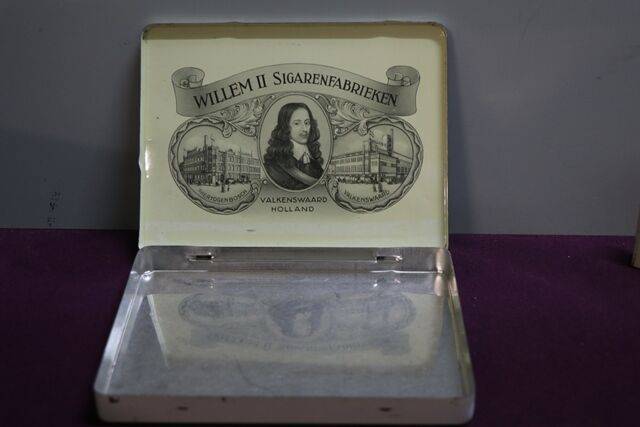 WILLEM II SIGARENFABRIEKEN
'S HERTOGENBOSCH
VALKENSWAARD
VALKENSWAARD
HOLLAND